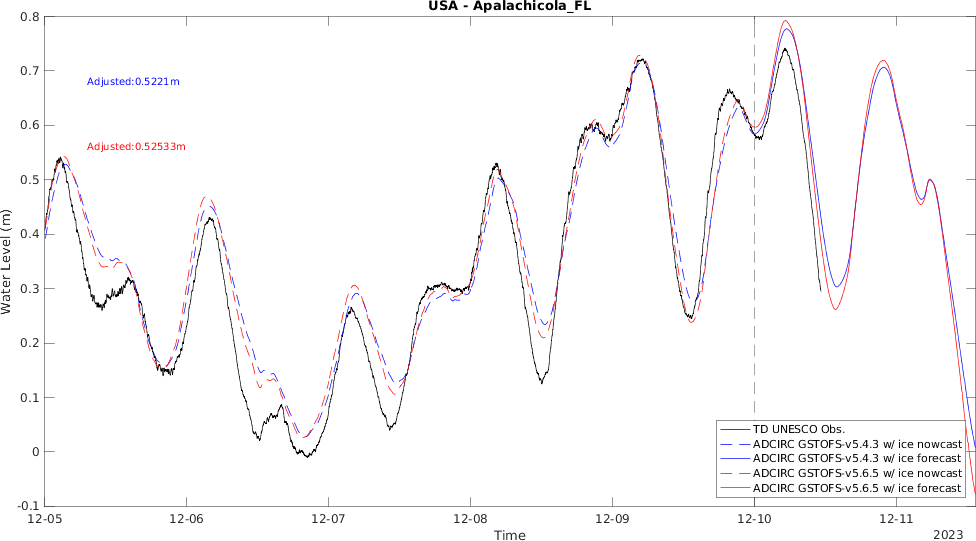 USA - Apalachicola_FL
0.8
0.7
0.6
0.5
0.4
0.3
0.2
0.1
0
-0.1
Water Level (m)
Adjusted:0.5221m
Adjusted:0.52533m
TD UNESCO Obs.
ADCIRC GSTOFS-v5.4.3 w/ ice nowcast
ADCIRC GSTOFS-v5.4.3 w/ ice forecast
ADCIRC GSTOFS-v5.6.5 w/ ice nowcast
ADCIRC GSTOFS-v5.6.5 w/ ice forecast
12-05 12-06 12-07 12-08 12-09 12-10 12-11
Time
2023